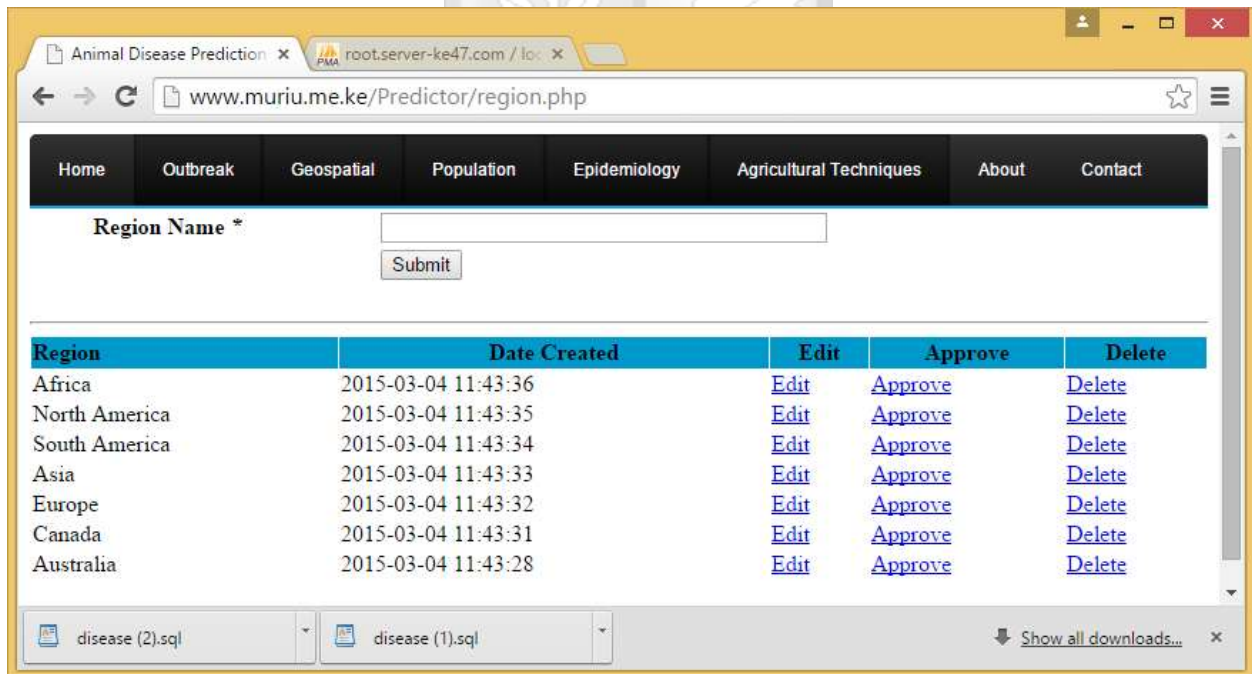 Animal Disease Prediction
PMA root.server-ke47.com / loc
www.muriu.me.ke/Predictor/region.php
Home Outbreak Geospatial Population Epidemiology Agricultural Techniques About Contact
Region Name *
Submit
Region Date Created Edit Approve Delete
Africa 2015-03-04 11:43:36 Edit Approve Delete
North America 2015-03-04 11:43:35 Edit Approve Delete
South America 2015-03-04 11:43:34 Edit Approve Delete
Asia 2015-03-04 11:43:33 Edit Approve Delete
Europe 2015-03-04 11:43:32 Edit Approve Delete
Canada 2015-03-04 11:43:31 Edit Approve Delete
Australia 2015-03-04 11:43:28 Edit Approve Delete
disease (2).sql disease (1).sql Show all downloads...